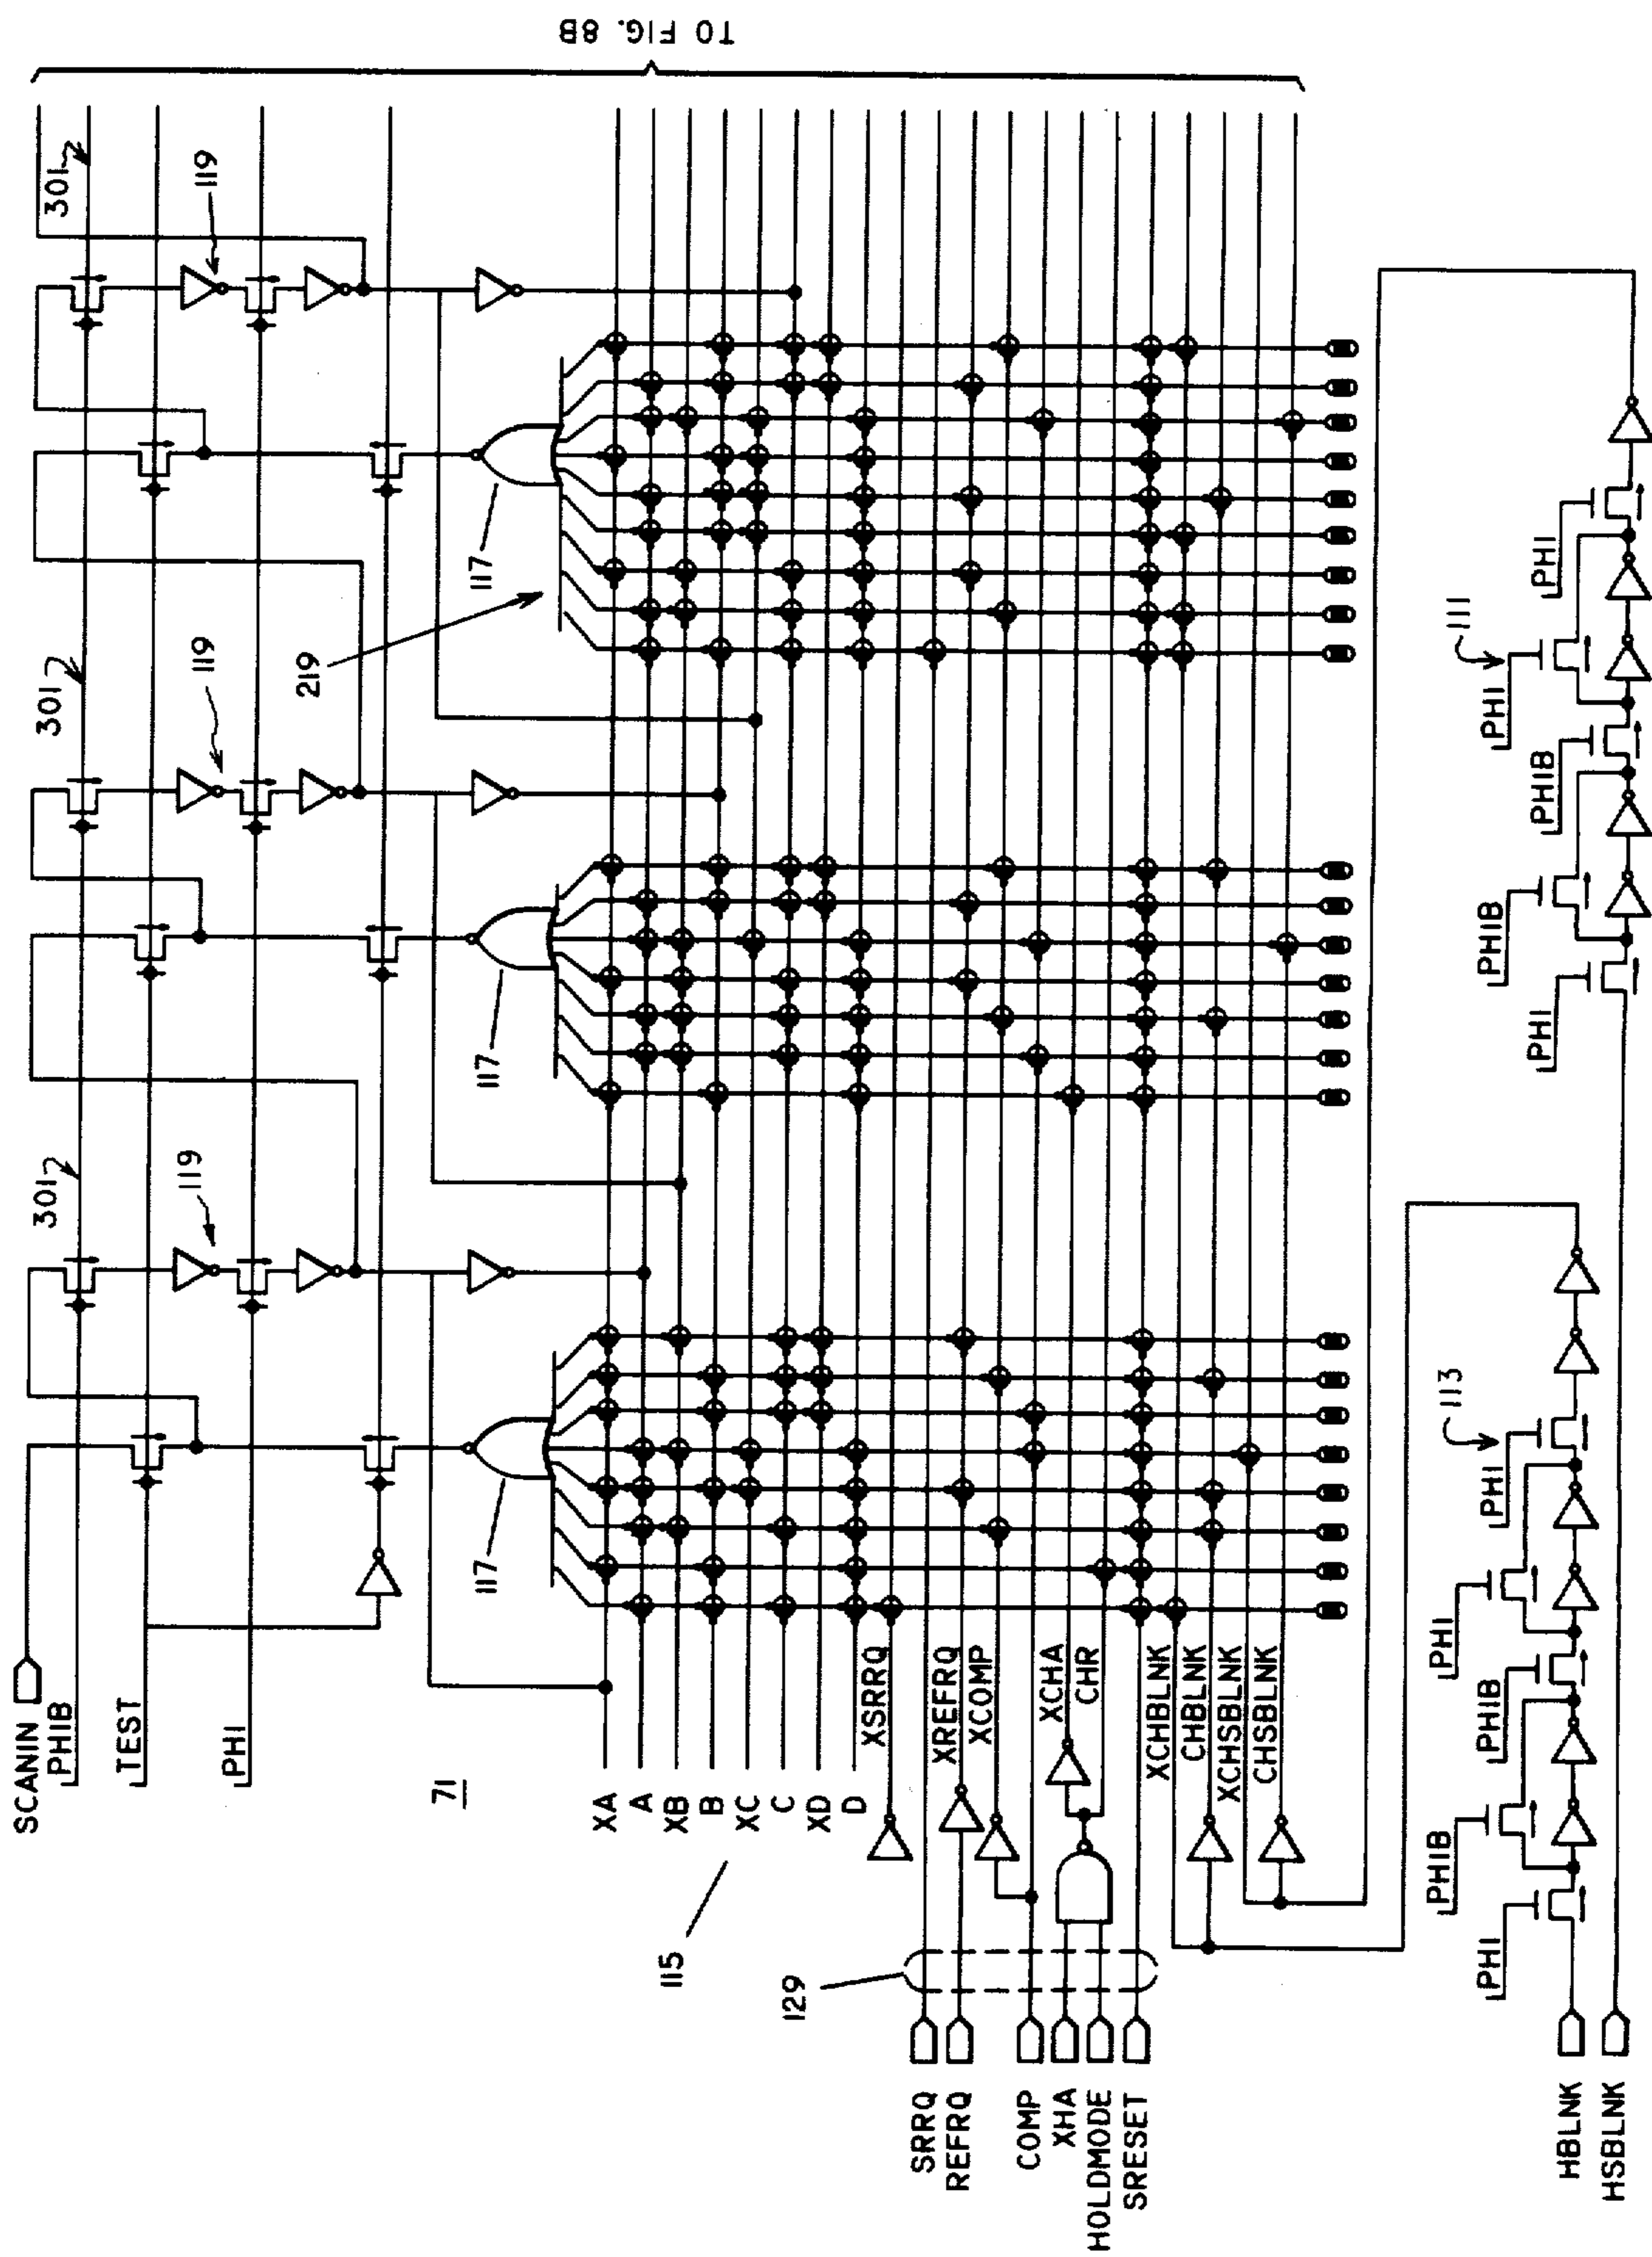 TO FIG. 8B
301
119
301
119
301
119
117
219
117
117
SCANIN
PHIB
TEST
PHI
71
XA
A
XB
B
XC
C
XD
D
115
XSRRQ
XREFRQ
XCOMP
XCHA
CHR
XCHBLNK
CHBLNK
XCHSBLNK
CHSBLNK
129
SRRQ
REFRQ
COMP
XHA
HOLDMODE
SRESET
HBLNK
HSBLNK
PHI
PHIB
PHIB
PHI
PHI
113
PHI
PHIB
PHIB
PHI
PHI
111